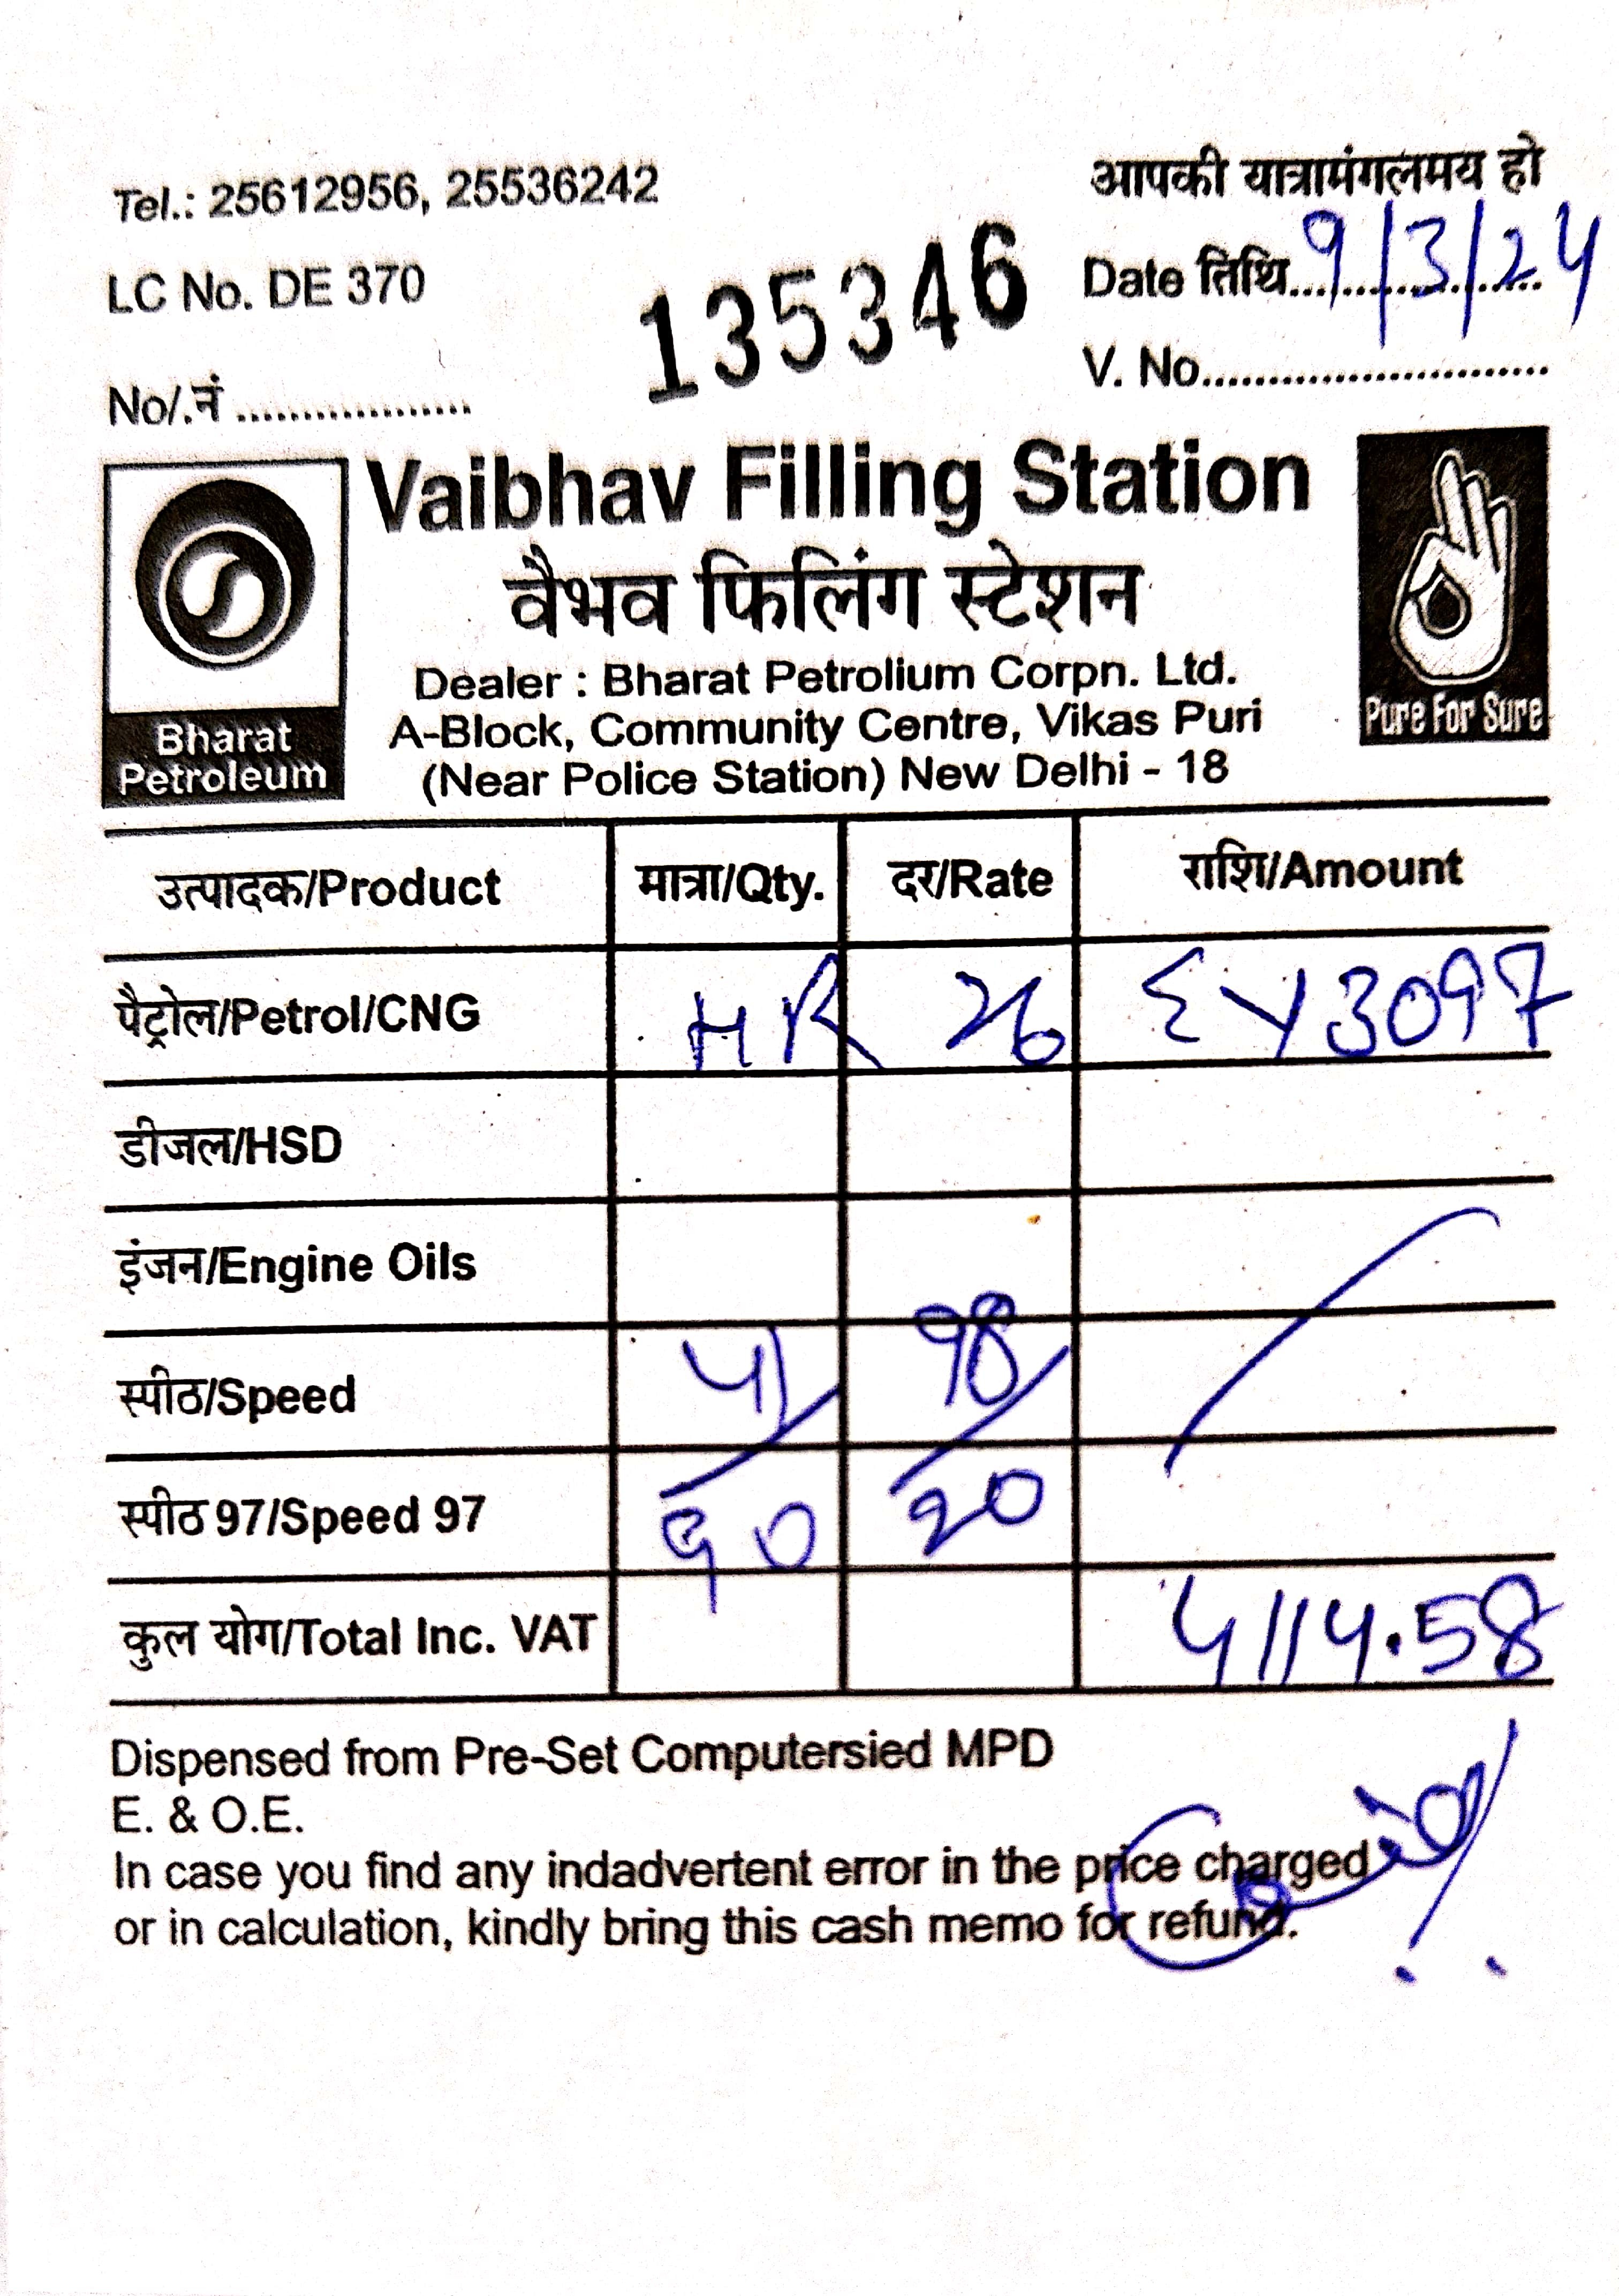 Tel.: 25612956, 25536242
आपकी यात्रामंगलमय हो
LC No. DE 370
135346
Date तिथि..................9/3/24
No/.नं ..................
V. No..........................
Vaibhav Filling Station
वैभव फिलिंग स्टेशन
Dealer : Bharat Petrolium Corpn. Ltd.
A-Block, Community Centre, Vikas Puri
(Near Police Station) New Delhi - 18
Bharat
Petroleum
Pure For Sure
उत्पादक/Product मात्रा/Qty. दर/Rate राशि/Amount
पैट्रोल/Petrol/CNG HR 26 EY3097
डीजल/HSD
इंजन/Engine Oils
स्पीठ/Speed 41 98
स्पीठ 97/Speed 97 90 20
कुल योग/Total Inc. VAT 4114.58
Dispensed from Pre-Set Computersied MPD
E. & O.E.
In case you find any indadvertent error in the price charged
or in calculation, kindly bring this cash memo for refund.